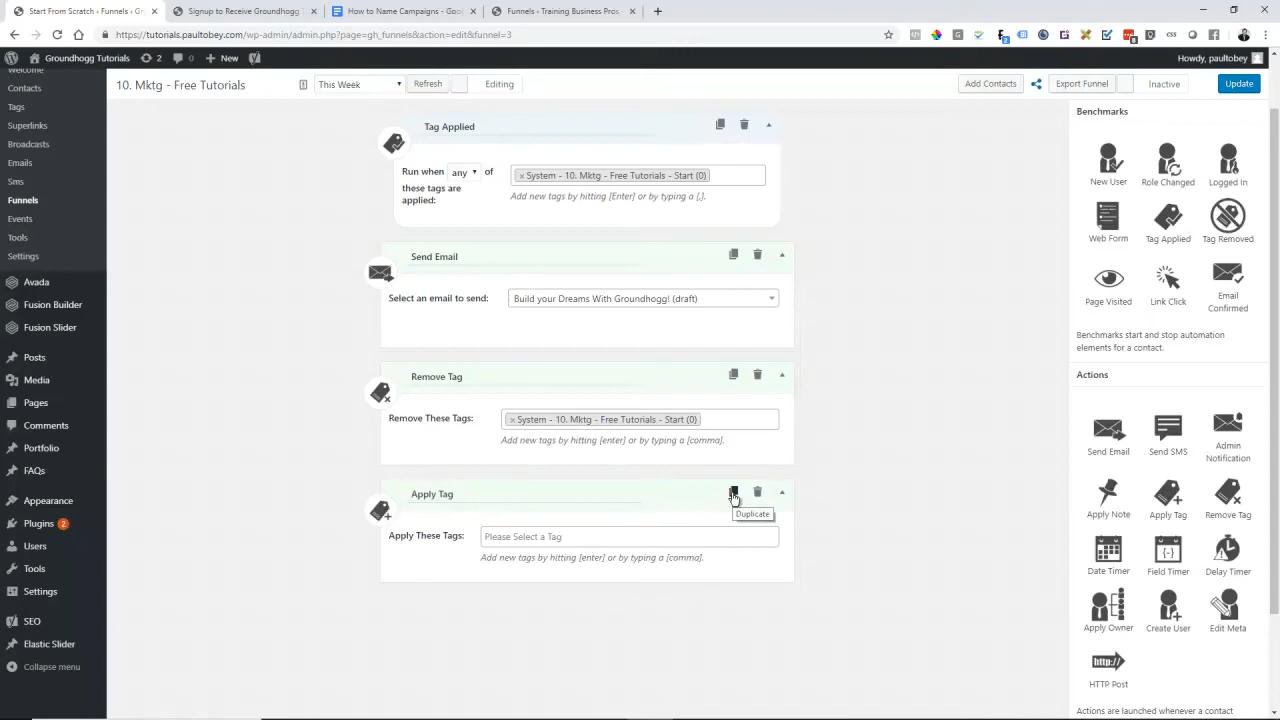 Start From Scratch ‹ Funnels ‹ Gr
Signup to Receive Groundhogg T
How to Name Campaigns - Goo
Funnels ‹ Training Business Pros
https://tutorials.paultobey.com/wp-admin/admin.php?page=gh_funnels&action=edit&funnel=3
Groundhogg Tutorials
2
0
New
Howdy, paultobey
Welcome
Contacts
Tags
Superlinks
Broadcasts
Emails
Sms
Funnels
Events
Tools
Settings
Avada
Fusion Builder
Fusion Slider
Posts
Media
Pages
Comments
Portfolio
FAQs
Appearance
Plugins 2
Users
Tools
Settings
SEO
Elastic Slider
Collapse menu
10. Mktg - Free Tutorials
This Week
Refresh
Editing
Add Contacts
Export Funnel
Inactive
Update
Tag Applied
Run when any of these tags are applied:
× System - 10. Mktg - Free Tutorials - Start (0)
Add new tags by hitting [Enter] or by typing a [,].
Send Email
Select an email to send:
Build your Dreams With Groundhogg! (draft)
Remove Tag
Remove These Tags:
× System - 10. Mktg - Free Tutorials - Start (0)
Add new tags by hitting [enter] or by typing a [comma].
Apply Tag
Duplicate
Apply These Tags:
Please Select a Tag
Add new tags by hitting [enter] or by typing a [comma].
Benchmarks
New User
Role Changed
Logged In
Web Form
Tag Applied
Tag Removed
Page Visited
Link Click
Email Confirmed
Benchmarks start and stop automation
elements for a contact.
Actions
Send Email
Send SMS
Admin Notification
Apply Note
Apply Tag
Remove Tag
Date Timer
Field Timer
Delay Timer
Apply Owner
Create User
Edit Meta
http://
HTTP Post
Actions are launched whenever a contact